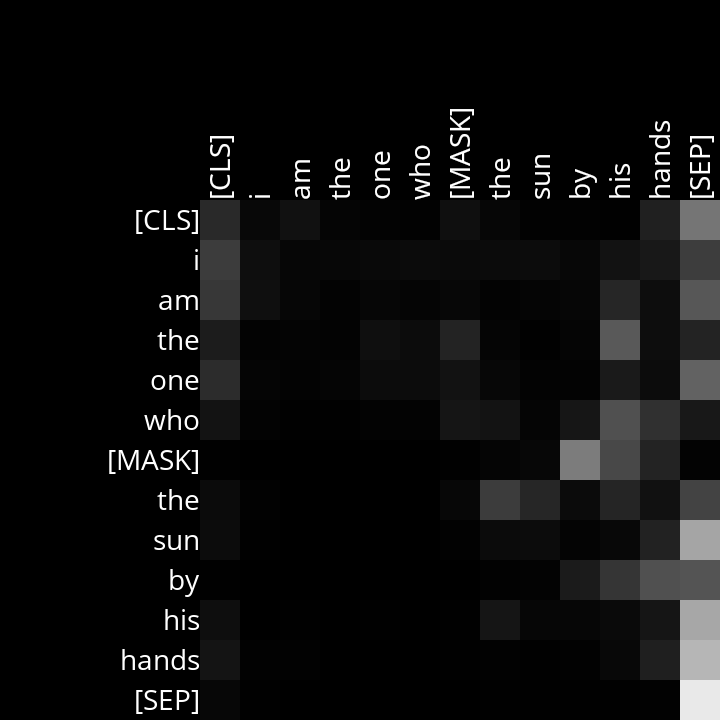 [CLS] i am the one who [MASK] the sun by his hands [SEP]
[CLS]
i
am
the
one
who
[MASK]
the
sun
by
his
hands
[SEP]